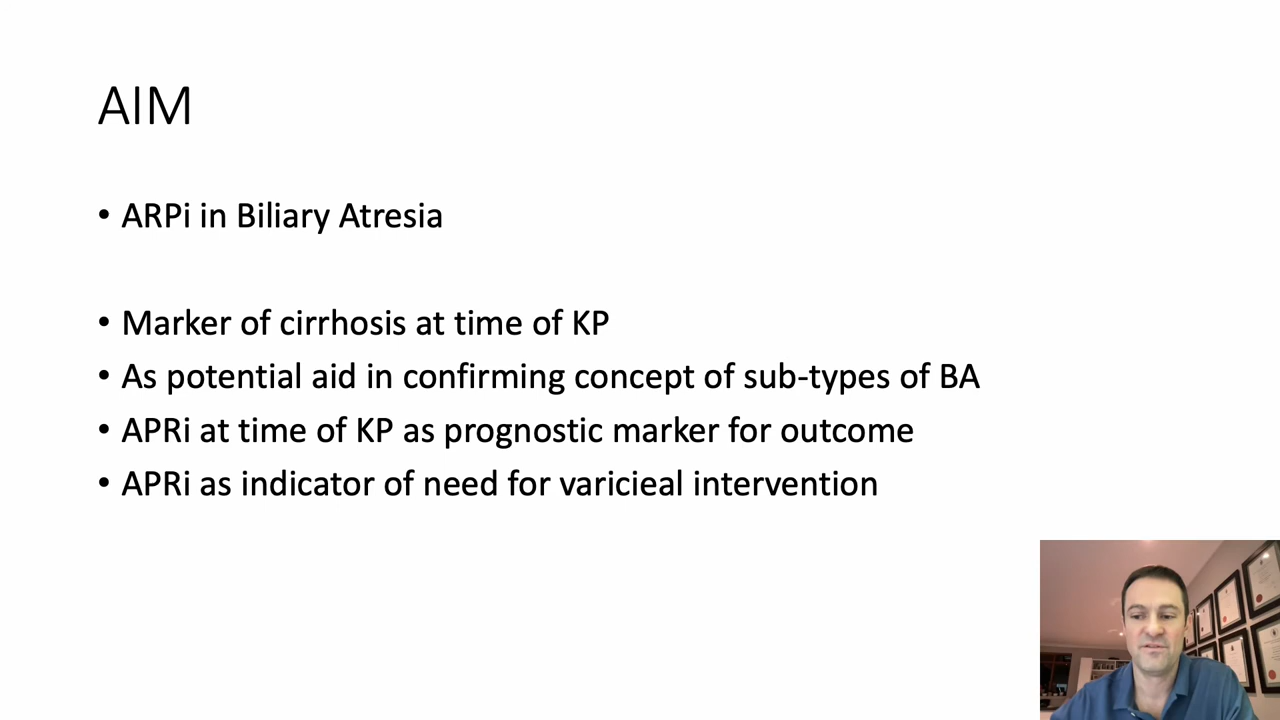 AIM
• ARPi in Biliary Atresia
• Marker of cirrhosis at time of KP
• As potential aid in confirming concept of sub-types of BA
• APRi at time of KP as prognostic marker for outcome
• APRi as indicator of need for varicieal intervention